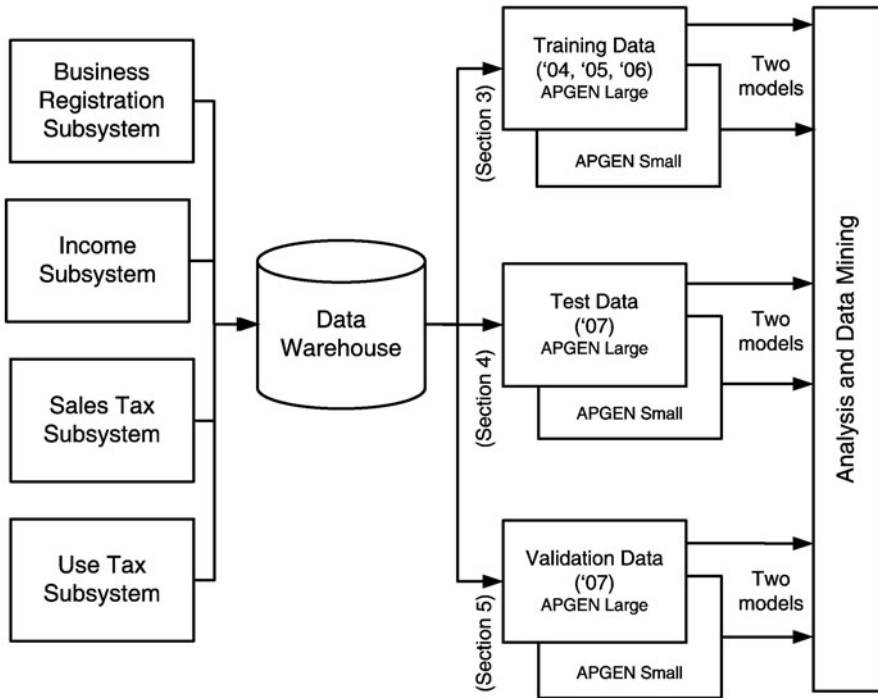 Business
Registration
Subsystem
Income
Subsystem
Sales Tax
Subsystem
Use Tax
Subsystem
Data
Warehouse
(Section 3)
Training Data
(‘04, ‘05, ‘06)
APGEN Large
APGEN Small
Two
models
(Section 4)
Test Data
(‘07)
APGEN Large
APGEN Small
Two
models
(Section 5)
Validation Data
(‘07)
APGEN Large
APGEN Small
Two
models
Analysis and Data Mining